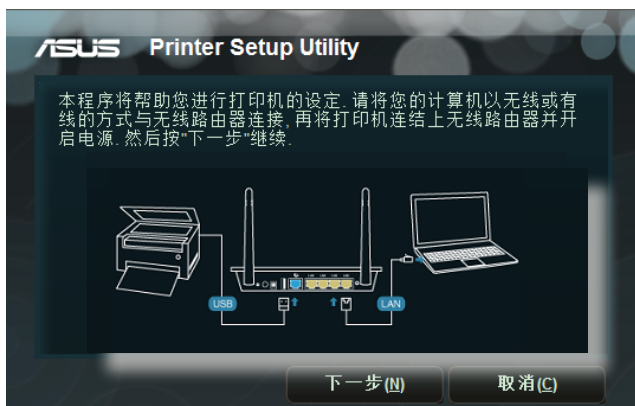 ASUS Printer Setup Utility
本程序将帮助您进行打印机的设定. 请将您的计算机以无线或有
线的方式与无线路由器连接, 再将打印机连结上无线路由器并开
启电源. 然后按"下一步"继续.
USB
LAN
下一步(N)
取消(C)